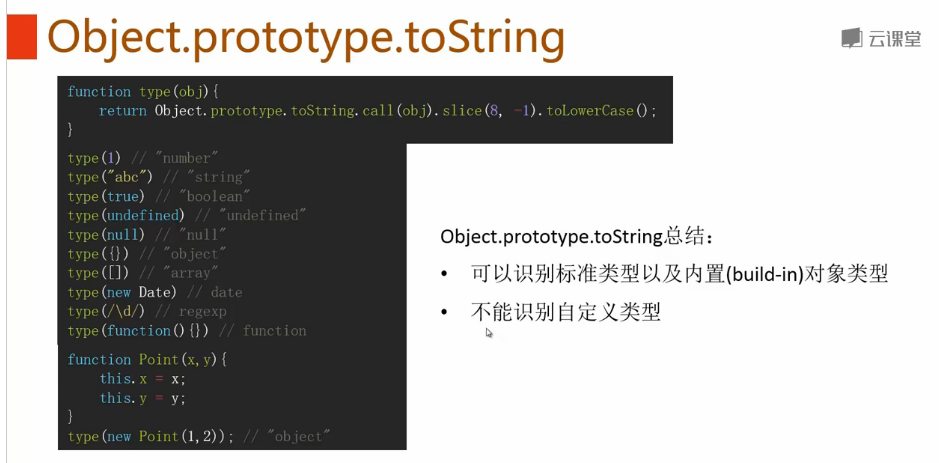 Object.prototype.toString
云课堂
function type(obj){
    return Object.prototype.toString.call(obj).slice(8, -1).toLowerCase();
}
type(1) // "number"
type("abc") // "string"
type(true) // "boolean"
type(undefined) // "undefined"
type(null) // "null"
type({}) // "object"
type([]) // "array"
type(new Date) // date
type(/\d/) // regexp
type(function(){}) // function
function Point(x,y){
    this.x = x;
    this.y = y;
}
type(new Point(1,2)); // "object"
Object.prototype.toString总结：
• 可以识别标准类型以及内置(build-in)对象类型
• 不能识别自定义类型